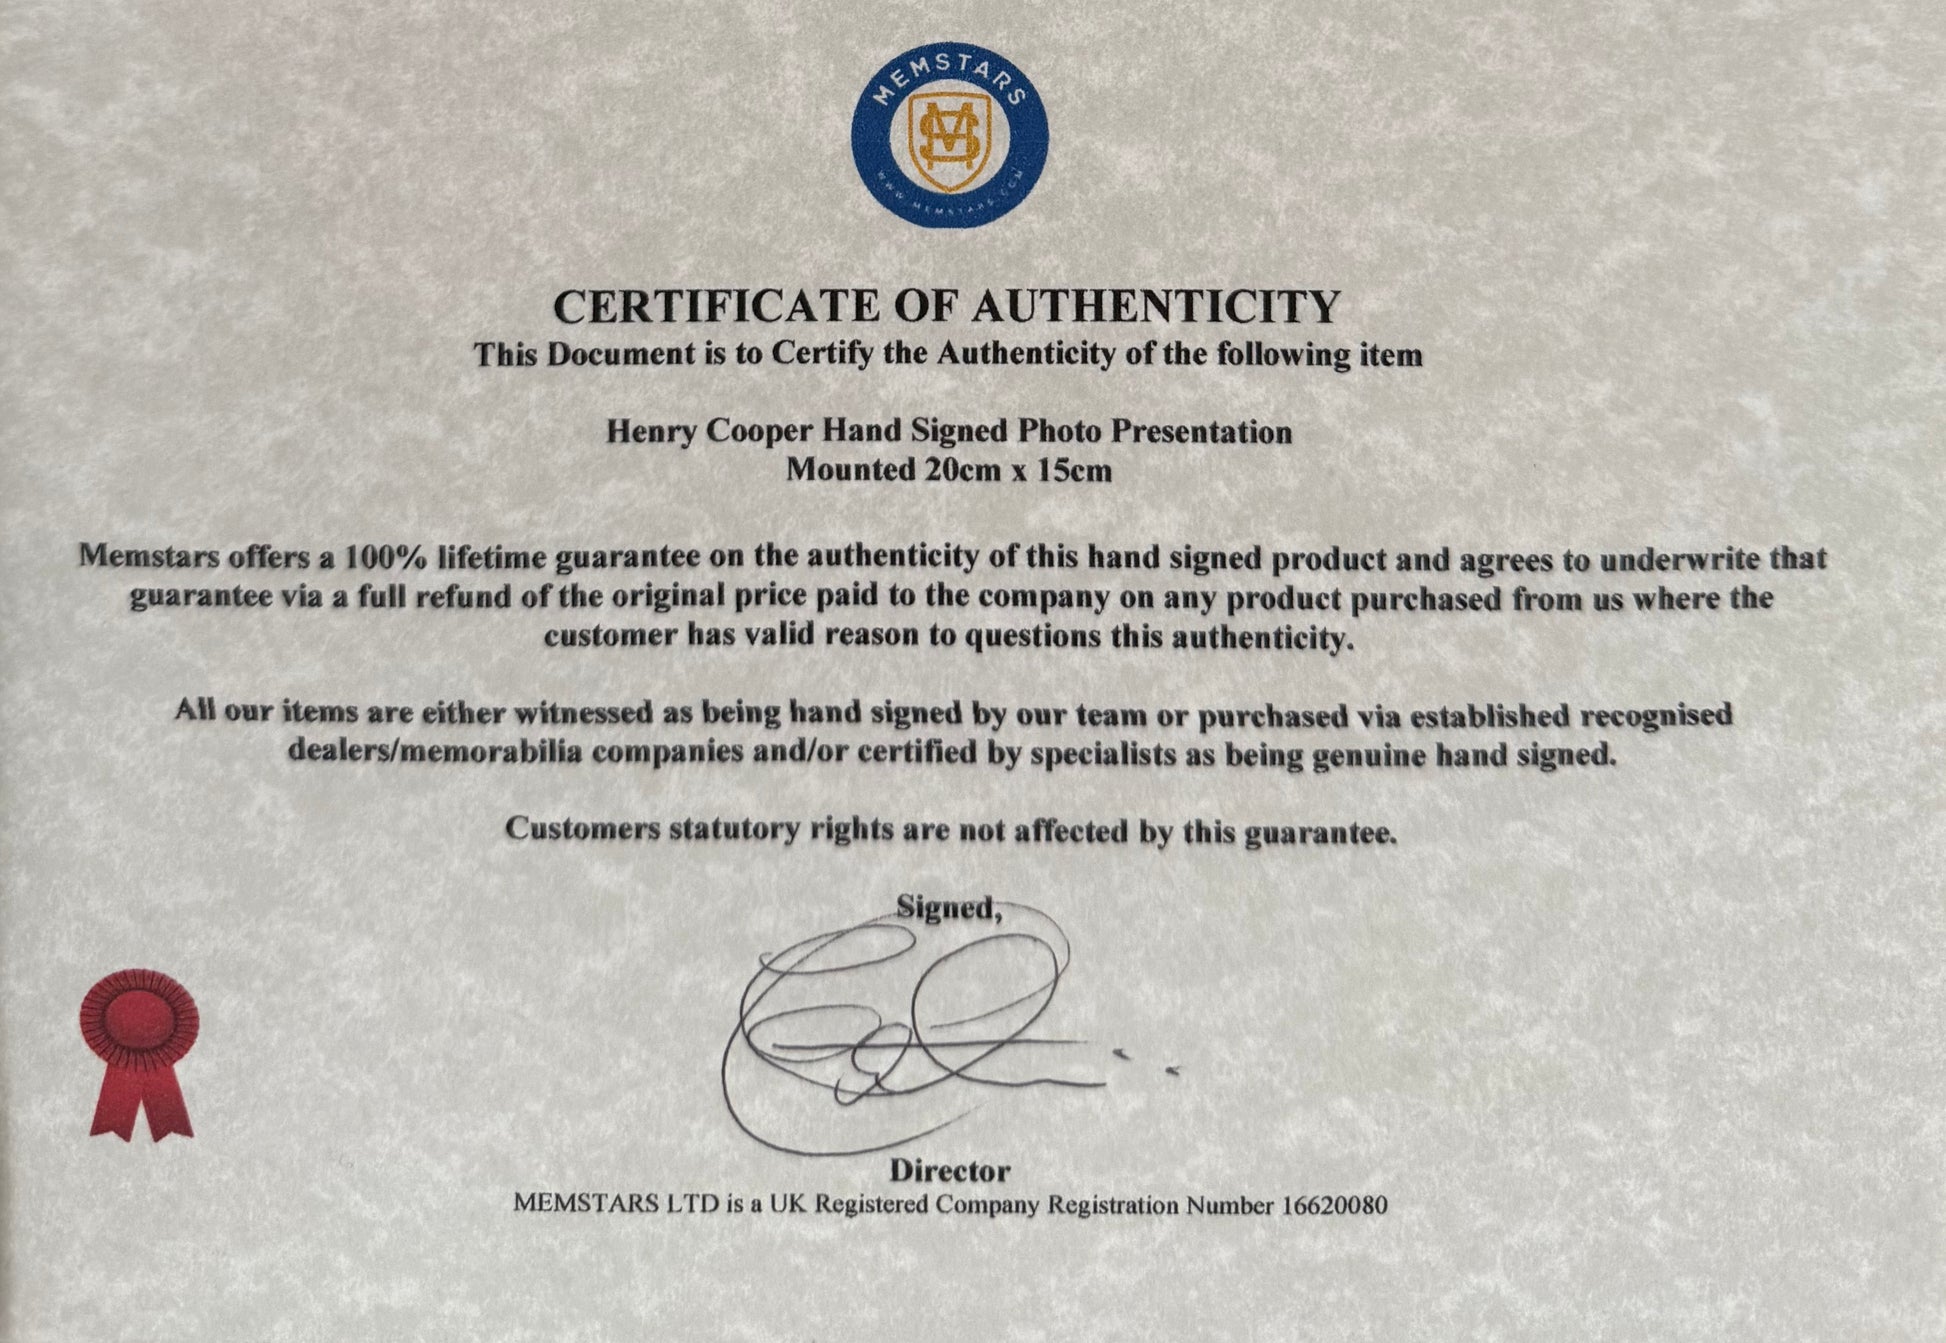 MEMSTARS
WWW.MEMSTARS.COM
CERTIFICATE OF AUTHENTICITY
This Document is to Certify the Authenticity of the following item
Henry Cooper Hand Signed Photo Presentation
Mounted 20cm x 15cm
Memstars offers a 100% lifetime guarantee on the authenticity of this hand signed product and agrees to underwrite that
guarantee via a full refund of the original price paid to the company on any product purchased from us where the
customer has valid reason to questions this authenticity.
All our items are either witnessed as being hand signed by our team or purchased via established recognised
dealers/memorabilia companies and/or certified by specialists as being genuine hand signed.
Customers statutory rights are not affected by this guarantee.
Signed,
Director
MEMSTARS LTD is a UK Registered Company Registration Number 16620080